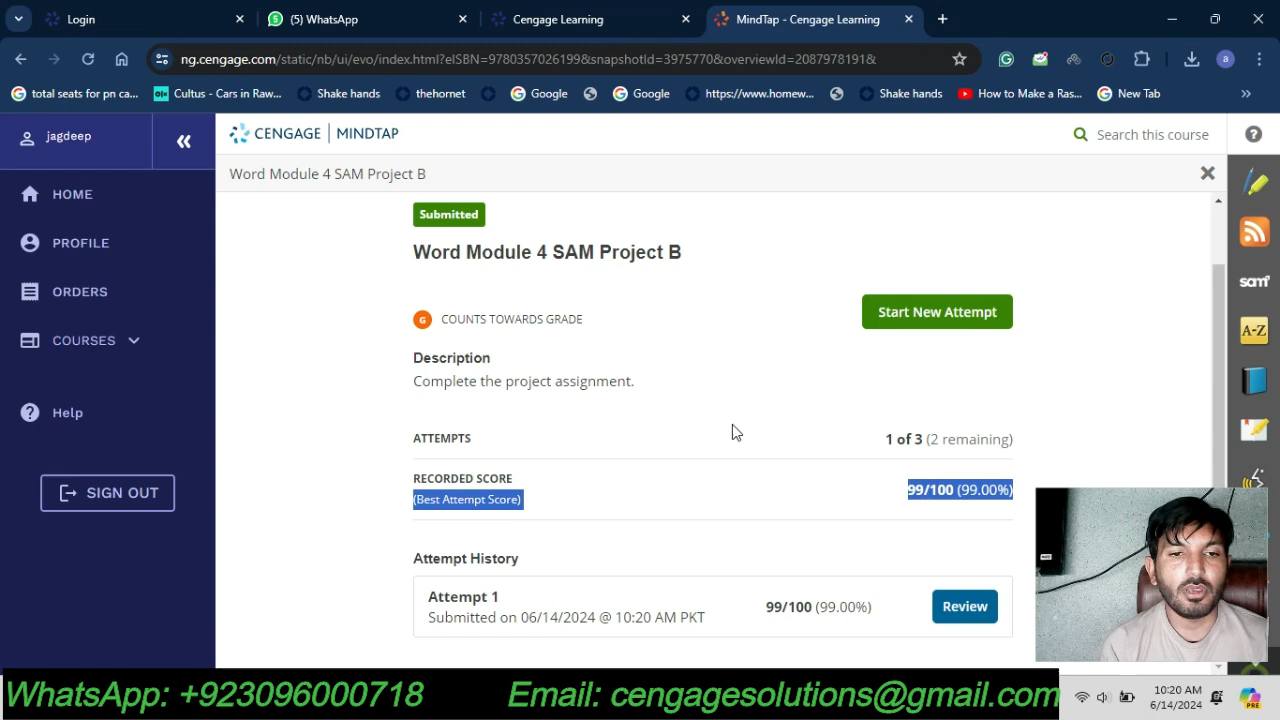 Login
(5) WhatsApp
Cengage Learning
MindTap - Cengage Learning
ng.cengage.com/static/nb/ui/evo/index.html?eISBN=9780357026199&snapshotId=3975770&overviewId=2087978191&
total seats for pn ca...
Cultus - Cars in Raw...
Shake hands
thehornet
Google
Google
https://www.homew...
Shake hands
How to Make a Ras...
New Tab
jagdeep
CENGAGE | MINDTAP
Search this course
Word Module 4 SAM Project B
HOME
PROFILE
ORDERS
COURSES
Help
SIGN OUT
Submitted
Word Module 4 SAM Project B
G COUNTS TOWARDS GRADE
Start New Attempt
Description
Complete the project assignment.
ATTEMPTS
1 of 3 (2 remaining)
RECORDED SCORE
(Best Attempt Score)
99/100 (99.00%)
Attempt History
Attempt 1
Submitted on 06/14/2024 @ 10:20 AM PKT
99/100 (99.00%)
Review
sam
A-Z
WhatsApp: +923096000718
Email: cengagesolutions@gmail.com
10:20 AM
6/14/2024
PRE